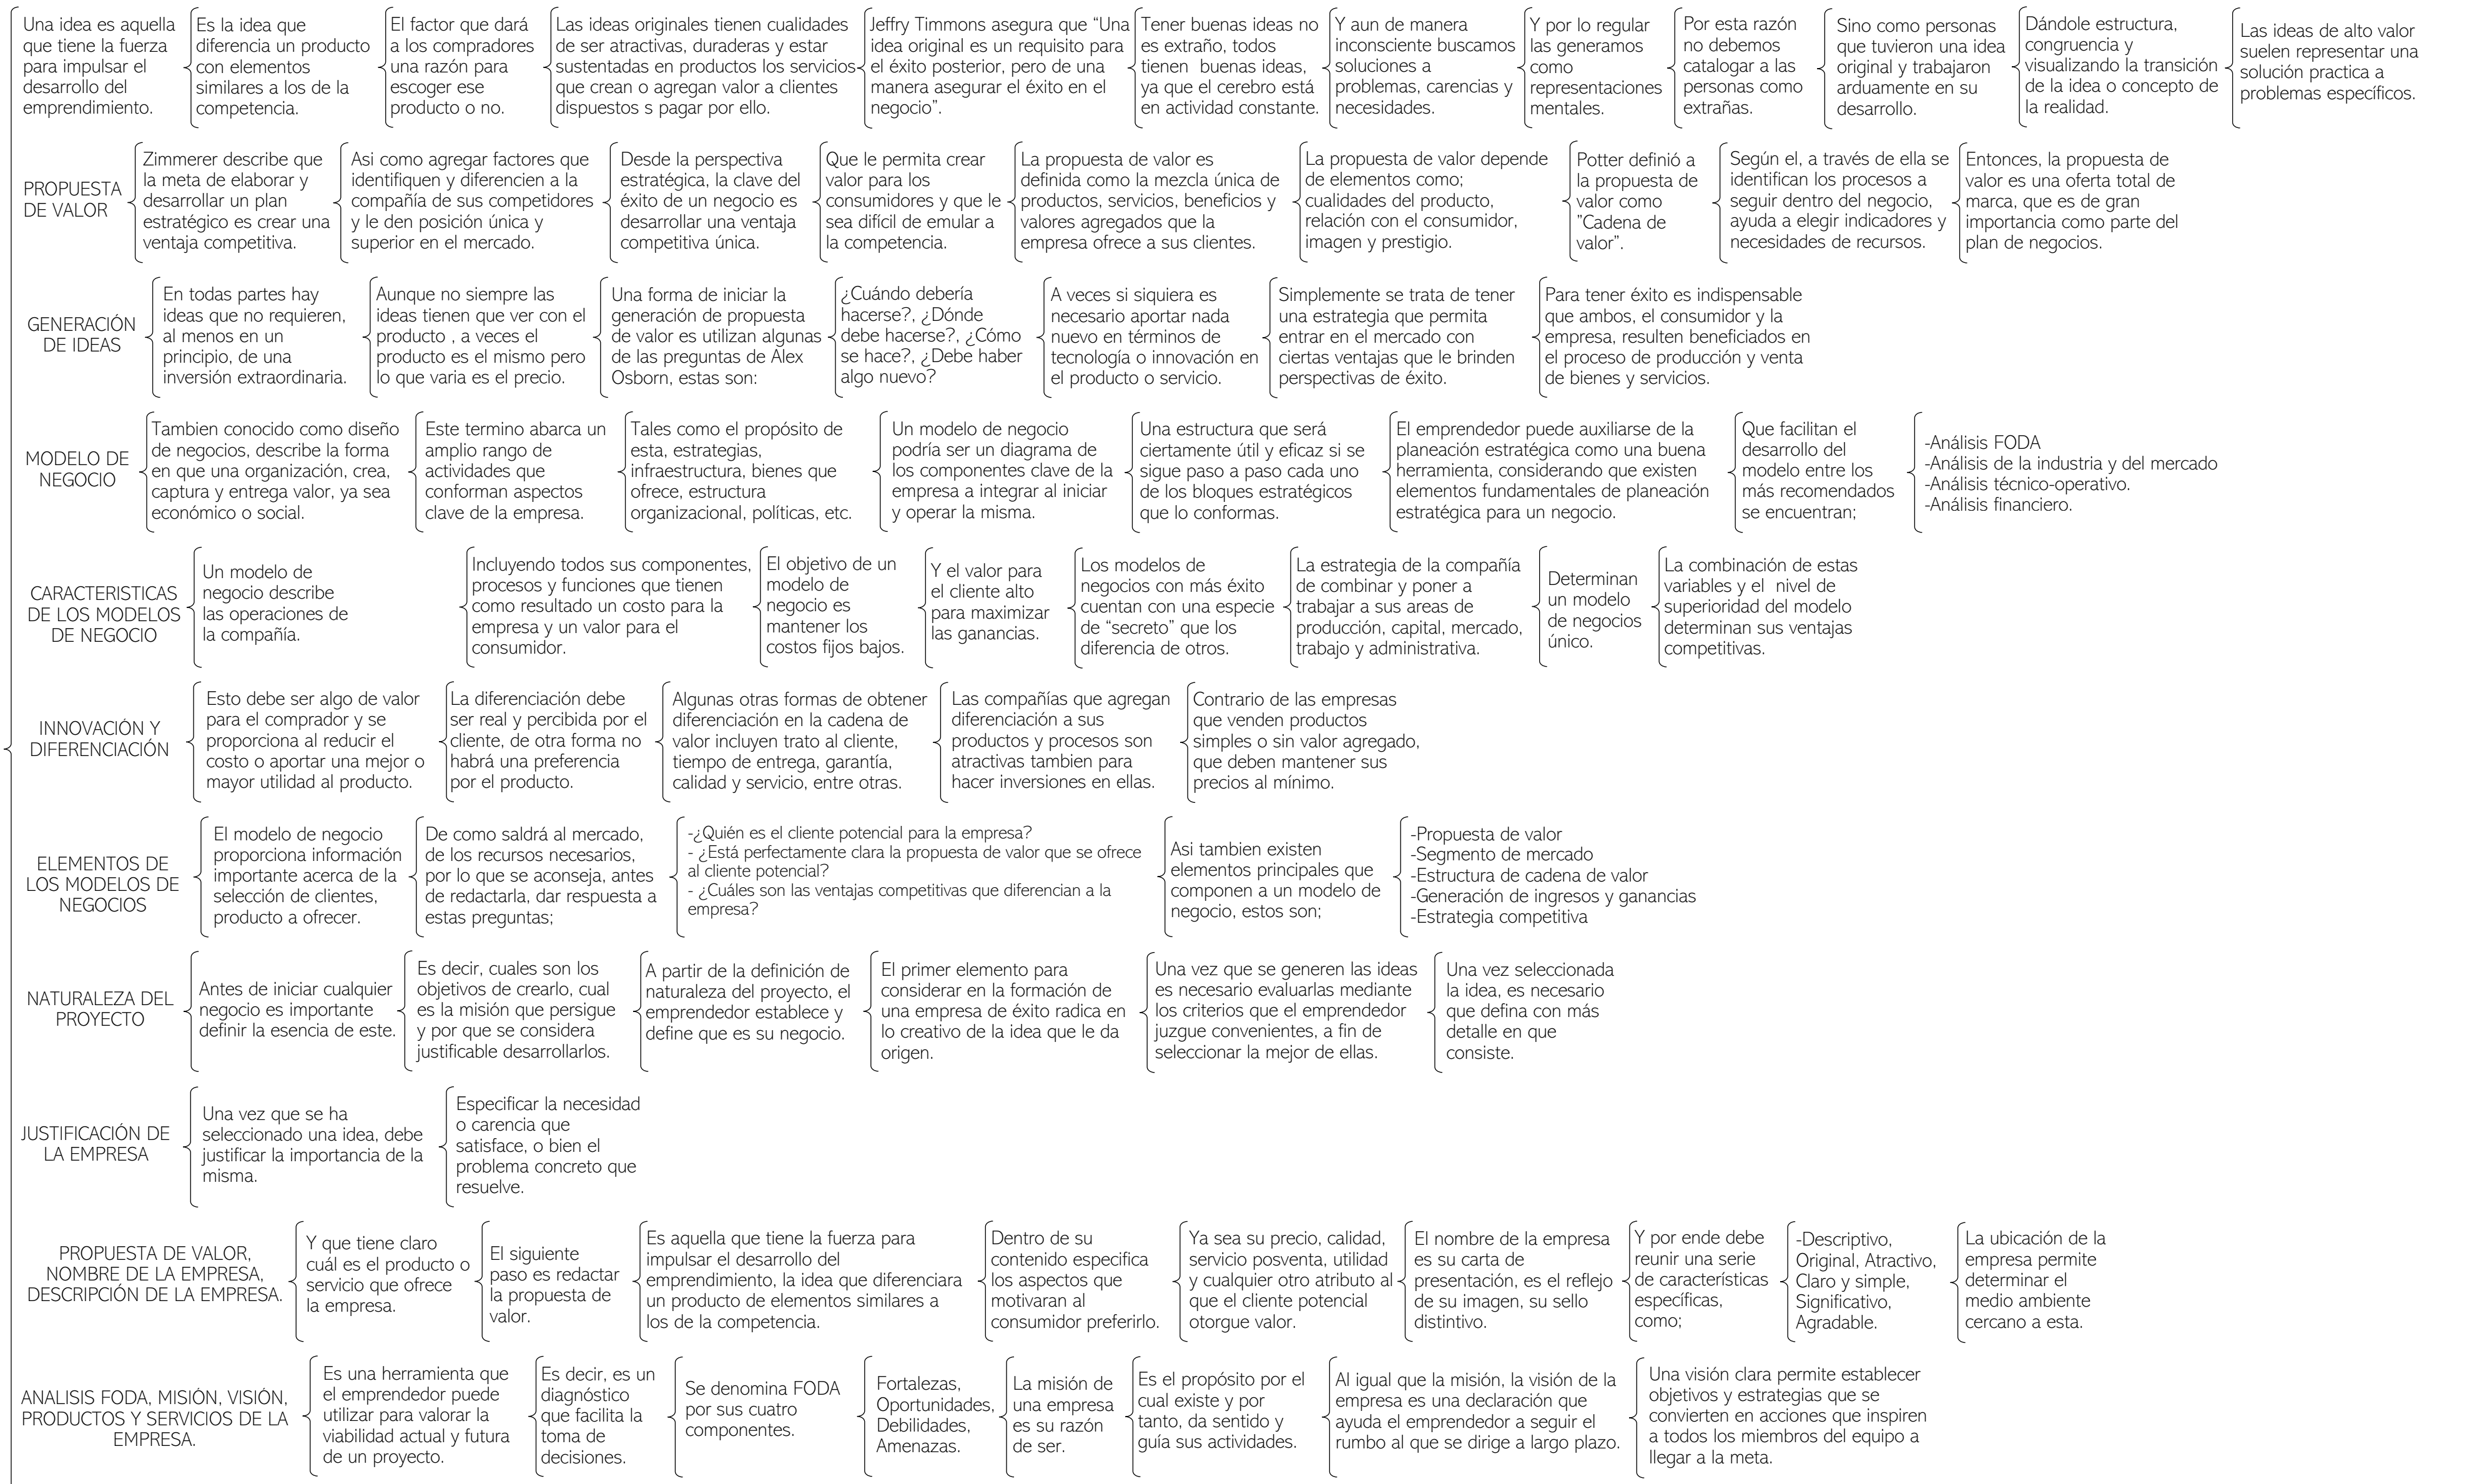 Una idea es aquella
que tiene la fuerza
para impulsar el
desarrollo del
emprendimiento.
Es la idea que
diferencia un producto
con elementos
similares a los de la
competencia.
El factor que dará
a los compradores
una razón para
escoger ese
producto o no.
Las ideas originales tienen cualidades
de ser atractivas, duraderas y estar
sustentadas en productos los servicios
que crean o agregan valor a clientes
dispuestos s pagar por ello.
Jeffry Timmons asegura que “Una
idea original es un requisito para
el éxito posterior, pero de una
manera asegurar el éxito en el
negocio”.
Tener buenas ideas no
es extraño, todos
tienen buenas ideas,
ya que el cerebro está
en actividad constante.
Y aun de manera
inconsciente buscamos
soluciones a
problemas, carencias y
necesidades.
Y por lo regular
las generamos
como
representaciones
mentales.
Por esta razón
no debemos
catalogar a las
personas como
extrañas.
Sino como personas
que tuvieron una idea
original y trabajaron
arduamente en su
desarrollo.
Dándole estructura,
congruencia y
visualizando la transición
de la idea o concepto de
la realidad.
Las ideas de alto valor
suelen representar una
solución practica a
problemas específicos.
PROPUESTA
DE VALOR
Zimmerer describe que
la meta de elaborar y
desarrollar un plan
estratégico es crear una
ventaja competitiva.
Asi como agregar factores que
identifiquen y diferencien a la
compañía de sus competidores
y le den posición única y
superior en el mercado.
Desde la perspectiva
estratégica, la clave del
éxito de un negocio es
desarrollar una ventaja
competitiva única.
Que le permita crear
valor para los
consumidores y que le
sea difícil de emular a
la competencia.
La propuesta de valor es
definida como la mezcla única de
productos, servicios, beneficios y
valores agregados que la
empresa ofrece a sus clientes.
La propuesta de valor depende
de elementos como;
cualidades del producto,
relación con el consumidor,
imagen y prestigio.
Potter definió a
la propuesta de
valor como
"Cadena de
valor".
Según el, a través de ella se
identifican los procesos a
seguir dentro del negocio,
ayuda a elegir indicadores y
necesidades de recursos.
Entonces, la propuesta de
valor es una oferta total de
marca, que es de gran
importancia como parte del
plan de negocios.
GENERACIÓN
DE IDEAS
En todas partes hay
ideas que no requieren,
al menos en un
principio, de una
inversión extraordinaria.
Aunque no siempre las
ideas tienen que ver con el
producto , a veces el
producto es el mismo pero
lo que varia es el precio.
Una forma de iniciar la
generación de propuesta
de valor es utilizan algunas
de las preguntas de Alex
Osborn, estas son:
¿Cuándo debería
hacerse?, ¿Dónde
debe hacerse?, ¿Cómo
se hace?, ¿Debe haber
algo nuevo?
A veces si siquiera es
necesario aportar nada
nuevo en términos de
tecnología o innovación en
el producto o servicio.
Simplemente se trata de tener
una estrategia que permita
entrar en el mercado con
ciertas ventajas que le brinden
perspectivas de éxito.
Para tener éxito es indispensable
que ambos, el consumidor y la
empresa, resulten beneficiados en
el proceso de producción y venta
de bienes y servicios.
MODELO DE
NEGOCIO
Tambien conocido como diseño
de negocios, describe la forma
en que una organización, crea,
captura y entrega valor, ya sea
económico o social.
Este termino abarca un
amplio rango de
actividades que
conforman aspectos
clave de la empresa.
Tales como el propósito de
esta, estrategias,
infraestructura, bienes que
ofrece, estructura
organizacional, políticas, etc.
Un modelo de negocio
podría ser un diagrama de
los componentes clave de la
empresa a integrar al iniciar
y operar la misma.
Una estructura que será
ciertamente útil y eficaz si se
sigue paso a paso cada uno
de los bloques estratégicos
que lo conformas.
El emprendedor puede auxiliarse de la
planeación estratégica como una buena
herramienta, considerando que existen
elementos fundamentales de planeación
estratégica para un negocio.
Que facilitan el
desarrollo del
modelo entre los
más recomendados
se encuentran;
-Análisis FODA
-Análisis de la industria y del mercado
-Análisis técnico-operativo.
-Análisis financiero.
CARACTERISTICAS
DE LOS MODELOS
DE NEGOCIO
Un modelo de
negocio describe
las operaciones de
la compañía.
Incluyendo todos sus componentes,
procesos y funciones que tienen
como resultado un costo para la
empresa y un valor para el
consumidor.
El objetivo de un
modelo de
negocio es
mantener los
costos fijos bajos.
Y el valor para
el cliente alto
para maximizar
las ganancias.
Los modelos de
negocios con más éxito
cuentan con una especie
de “secreto” que los
diferencia de otros.
La estrategia de la compañía
de combinar y poner a
trabajar a sus areas de
producción, capital, mercado,
trabajo y administrativa.
Determinan
un modelo
de negocios
único.
La combinación de estas
variables y el nivel de
superioridad del modelo
determinan sus ventajas
competitivas.
INNOVACIÓN Y
DIFERENCIACIÓN
Esto debe ser algo de valor
para el comprador y se
proporciona al reducir el
costo o aportar una mejor o
mayor utilidad al producto.
La diferenciación debe
ser real y percibida por el
cliente, de otra forma no
habrá una preferencia
por el producto.
Algunas otras formas de obtener
diferenciación en la cadena de
valor incluyen trato al cliente,
tiempo de entrega, garantía,
calidad y servicio, entre otras.
Las compañías que agregan
diferenciación a sus
productos y procesos son
atractivas tambien para
hacer inversiones en ellas.
Contrario de las empresas
que venden productos
simples o sin valor agregado,
que deben mantener sus
precios al mínimo.
ELEMENTOS DE
LOS MODELOS DE
NEGOCIOS
El modelo de negocio
proporciona información
importante acerca de la
selección de clientes,
producto a ofrecer.
De como saldrá al mercado,
de los recursos necesarios,
por lo que se aconseja, antes
de redactarla, dar respuesta a
estas preguntas;
-¿Quién es el cliente potencial para la empresa?
- ¿Está perfectamente clara la propuesta de valor que se ofrece
al cliente potencial?
- ¿Cuáles son las ventajas competitivas que diferencian a la
empresa?
Asi tambien existen
elementos principales que
componen a un modelo de
negocio, estos son;
-Propuesta de valor
-Segmento de mercado
-Estructura de cadena de valor
-Generación de ingresos y ganancias
-Estrategia competitiva
NATURALEZA DEL
PROYECTO
Antes de iniciar cualquier
negocio es importante
definir la esencia de este.
Es decir, cuales son los
objetivos de crearlo, cual
es la misión que persigue
y por que se considera
justificable desarrollarlos.
A partir de la definición de
naturaleza del proyecto, el
emprendedor establece y
define que es su negocio.
El primer elemento para
considerar en la formación de
una empresa de éxito radica en
lo creativo de la idea que le da
origen.
Una vez que se generen las ideas
es necesario evaluarlas mediante
los criterios que el emprendedor
juzgue convenientes, a fin de
seleccionar la mejor de ellas.
Una vez seleccionada
la idea, es necesario
que defina con más
detalle en que
consiste.
JUSTIFICACIÓN DE
LA EMPRESA
Una vez que se ha
seleccionado una idea, debe
justificar la importancia de la
misma.
Especificar la necesidad
o carencia que
satisface, o bien el
problema concreto que
resuelve.
PROPUESTA DE VALOR,
NOMBRE DE LA EMPRESA,
DESCRIPCIÓN DE LA EMPRESA.
Y que tiene claro
cuál es el producto o
servicio que ofrece
la empresa.
El siguiente
paso es redactar
la propuesta de
valor.
Es aquella que tiene la fuerza para
impulsar el desarrollo del
emprendimiento, la idea que diferenciara
un producto de elementos similares a
los de la competencia.
Dentro de su
contenido especifica
los aspectos que
motivaran al
consumidor preferirlo.
Ya sea su precio, calidad,
servicio posventa, utilidad
y cualquier otro atributo al
que el cliente potencial
otorgue valor.
El nombre de la empresa
es su carta de
presentación, es el reflejo
de su imagen, su sello
distintivo.
Y por ende debe
reunir una serie
de características
específicas,
como;
-Descriptivo,
Original, Atractivo,
Claro y simple,
Significativo,
Agradable.
La ubicación de la
empresa permite
determinar el
medio ambiente
cercano a esta.
ANALISIS FODA, MISIÓN, VISIÓN,
PRODUCTOS Y SERVICIOS DE LA
EMPRESA.
Es una herramienta que
el emprendedor puede
utilizar para valorar la
viabilidad actual y futura
de un proyecto.
Es decir, es un
diagnóstico
que facilita la
toma de
decisiones.
Se denomina FODA
por sus cuatro
componentes.
Fortalezas,
Oportunidades,
Debilidades,
Amenazas.
La misión de
una empresa
es su razón
de ser.
Es el propósito por el
cual existe y por
tanto, da sentido y
guía sus actividades.
Al igual que la misión, la visión de la
empresa es una declaración que
ayuda el emprendedor a seguir el
rumbo al que se dirige a largo plazo.
Una visión clara permite establecer
objetivos y estrategias que se
convierten en acciones que inspiren
a todos los miembros del equipo a
llegar a la meta.